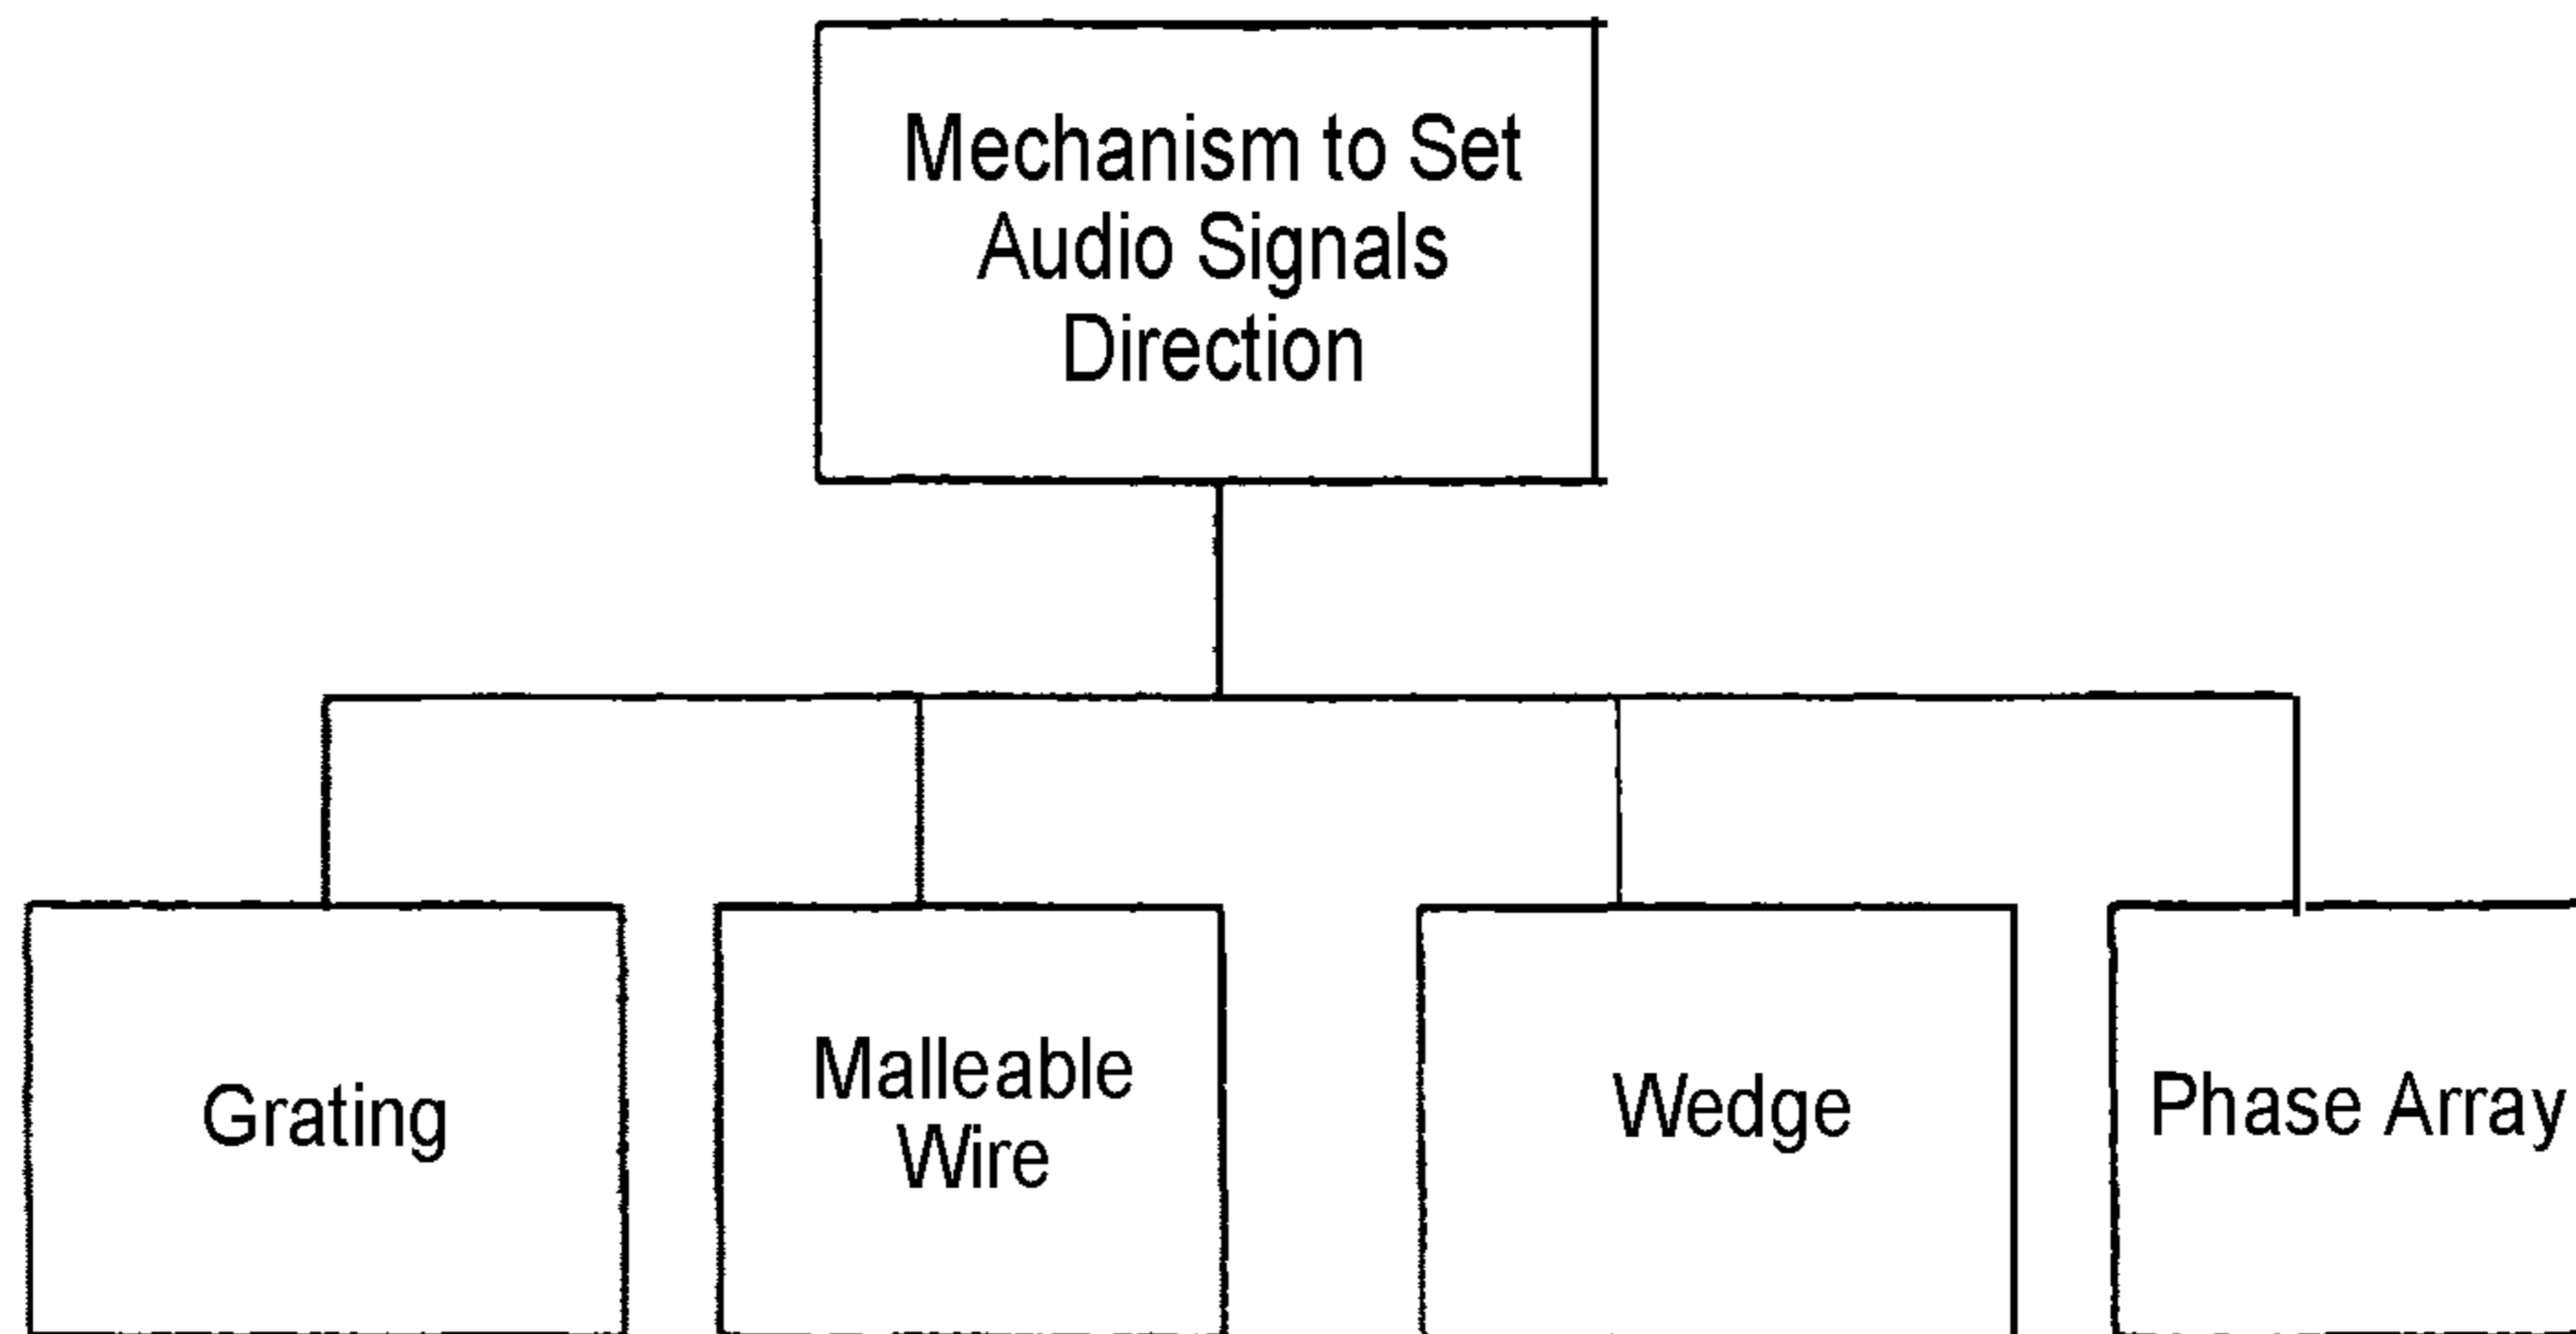 Mechanism to Set
Audio Signals
Direction
Grating
Malleable
Wire
Wedge
Phase Array